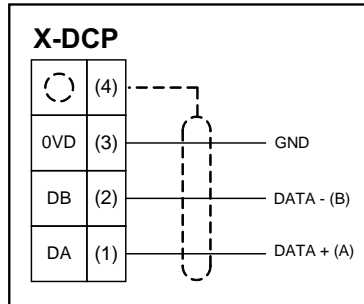 X-DCP
(4)
0VD (3) GND
DB (2) DATA - (B)
DA (1) DATA + (A)